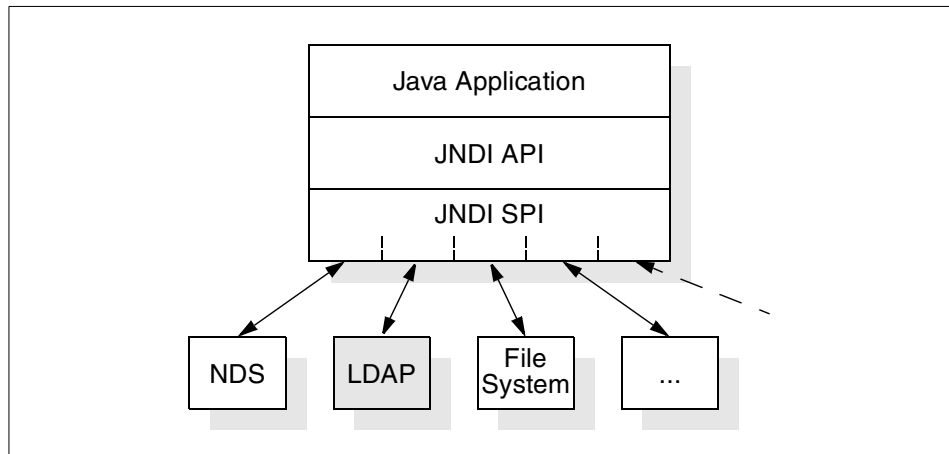 Java Application
JNDI API
JNDI SPI
NDS
LDAP
File
System
...